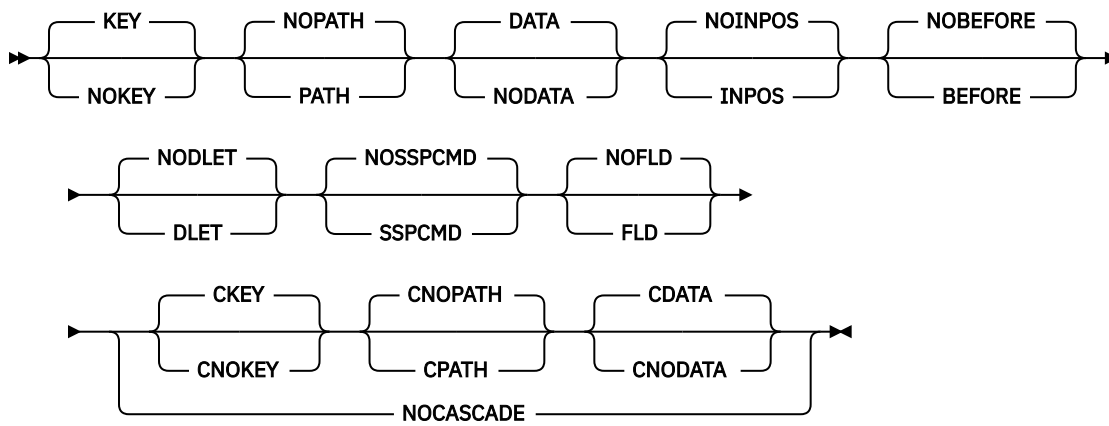 KEY NOPATH DATA NOINPOS NOBEFORE
NOKEY PATH NODATA INPOS BEFORE
NODLET NOSSPCMD NOFLD
DLET SSPCMD FLD
CKEY CNOPATH CDATA
CNOKEY CPATH CNODATA
NOCASCADE